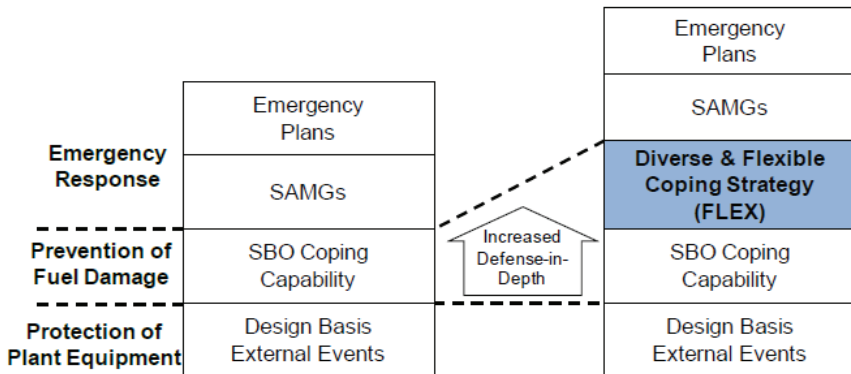 Emergency
Response
Prevention of
Fuel Damage
Protection of
Plant Equipment
Emergency
Plans
SAMGs
SBO Coping
Capability
Design Basis
External Events
Increased
Defense-in-
Depth
Emergency
Plans
SAMGs
Diverse & Flexible
Coping Strategy
(FLEX)
SBO Coping
Capability
Design Basis
External Events